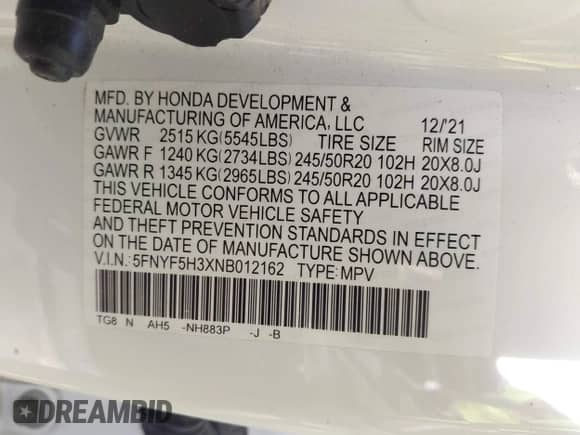 MFD. BY HONDA DEVELOPMENT &
MANUFACTURING OF AMERICA, LLC 12/'21
GVWR 2515 KG(5545LBS) TIRE SIZE RIM SIZE
GAWR F 1240 KG(2734LBS) 245/50R20 102H 20X8.0J
GAWR R 1345 KG(2965LBS) 245/50R20 102H 20X8.0J
THIS VEHICLE CONFORMS TO ALL APPLICABLE
FEDERAL MOTOR VEHICLE SAFETY
AND THEFT PREVENTION STANDARDS IN EFFECT
ON THE DATE OF MANUFACTURE SHOWN ABOVE.
V.I.N.: 5FNYF5H3XNB012162 TYPE: MPV
TG8 N AH5 -NH883P -J -B
DREAMBID